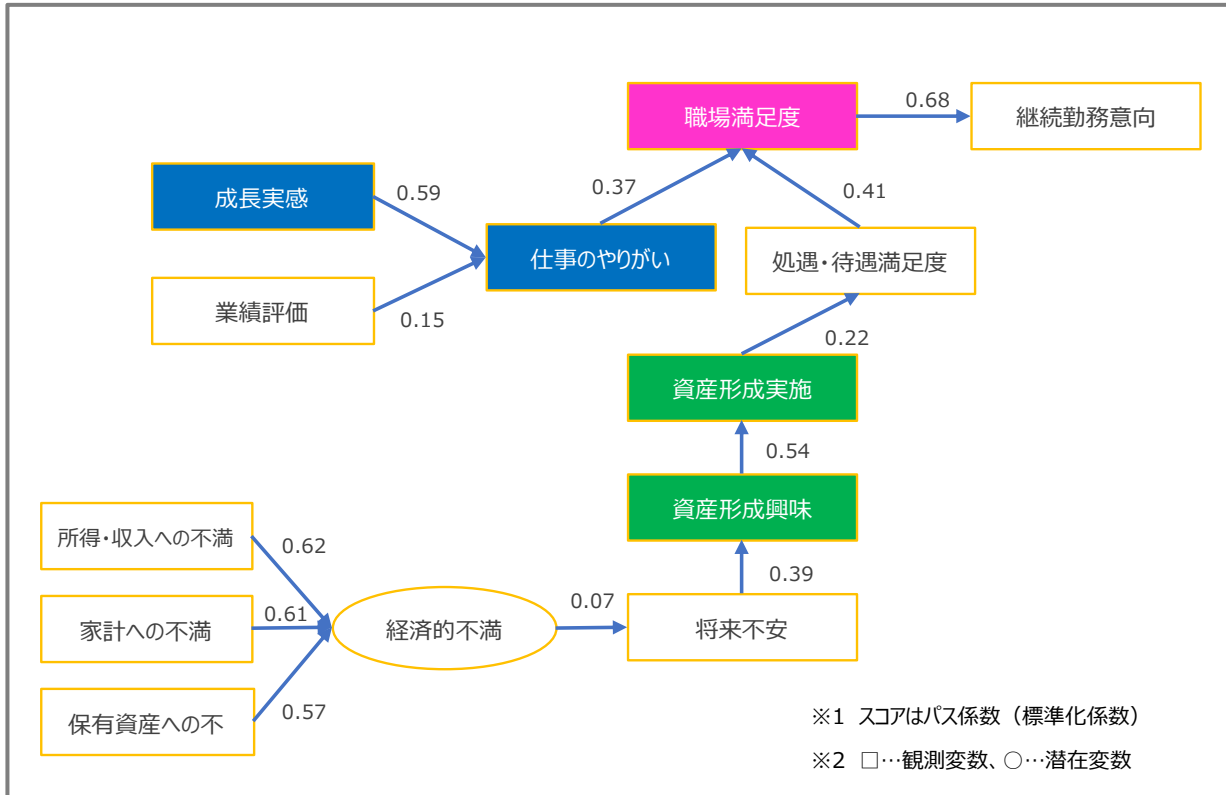 職場満足度
0.68
継続勤務意向
成長実感
0.59
0.37
0.41
仕事のやりがい
処遇・待遇満足度
業績評価
0.15
0.22
資産形成実施
0.54
資産形成興味
所得・収入への不満
0.62
0.39
家計への不満
0.61
経済的不満
0.07
将来不安
保有資産への不
0.57
※1 スコアはパス係数（標準化係数）
※2 □…観測変数、○…潜在変数